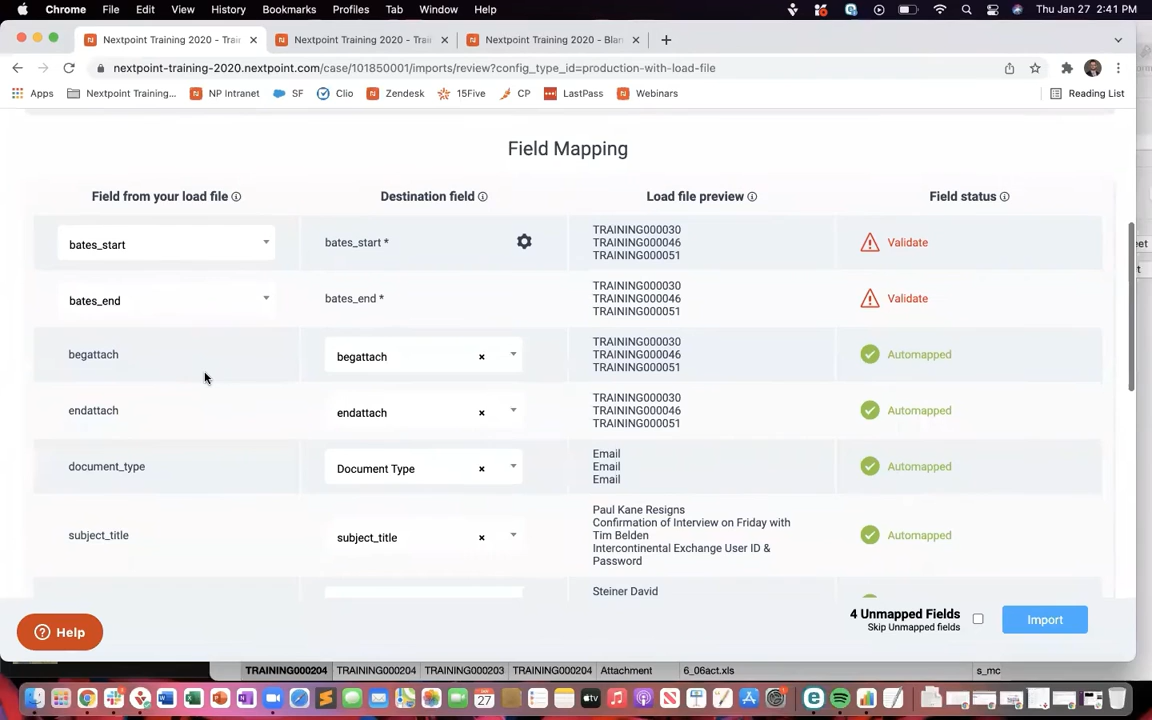 Chrome File Edit View History Bookmarks Profiles Tab Window Help Thu Jan 27 2:41 PM
Nextpoint Training 2020 - Trai × Nextpoint Training 2020 - Trai × Nextpoint Training 2020 - Blan × +
nextpoint-training-2020.nextpoint.com/case/101850001/imports/review?config_type_id=production-with-load-file
Apps Nextpoint Training... NP Intranet SF Clio Zendesk 15Five CP LastPass Webinars Reading List
Field Mapping
Field from your load file Destination field Load file preview Field status
bates_start bates_start * TRAINING000030 Validate
TRAINING000046
TRAINING000051
bates_end bates_end * TRAINING000030 Validate
TRAINING000046
TRAINING000051
begattach begattach × TRAINING000030 Automapped
TRAINING000046
TRAINING000051
endattach endattach × TRAINING000030 Automapped
TRAINING000046
TRAINING000051
document_type Document Type × Email Automapped
Email
Email
subject_title subject_title × Paul Kane Resigns Automapped
Confirmation of Interview on Friday with
Tim Belden
Intercontinental Exchange User ID &
Password
Steiner David
4 Unmapped Fields
Skip Unmapped fields
Import
? Help
TRAINING000204 TRAINING000204 TRAINING000203 TRAINING000204 Attachment 6_06act.xls s_mc